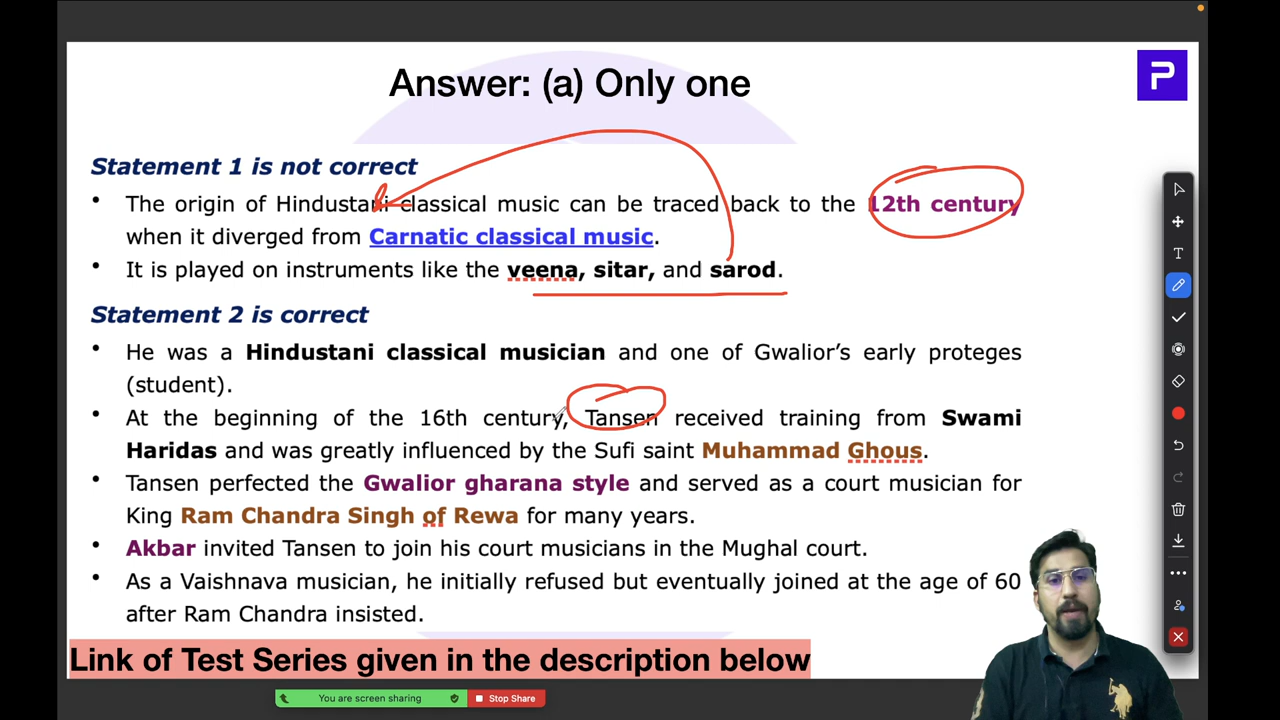 Answer: (a) Only one
P
Statement 1 is not correct
• The origin of Hindustani classical music can be traced back to the 12th century
when it diverged from Carnatic classical music.
• It is played on instruments like the veena, sitar, and sarod.
Statement 2 is correct
• He was a Hindustani classical musician and one of Gwalior’s early proteges
(student).
• At the beginning of the 16th century, Tansen received training from Swami
Haridas and was greatly influenced by the Sufi saint Muhammad Ghous.
• Tansen perfected the Gwalior gharana style and served as a court musician for
King Ram Chandra Singh of Rewa for many years.
• Akbar invited Tansen to join his court musicians in the Mughal court.
• As a Vaishnava musician, he initially refused but eventually joined at the age of 60
after Ram Chandra insisted.
Link of Test Series given in the description below
You are screen sharing Stop Share